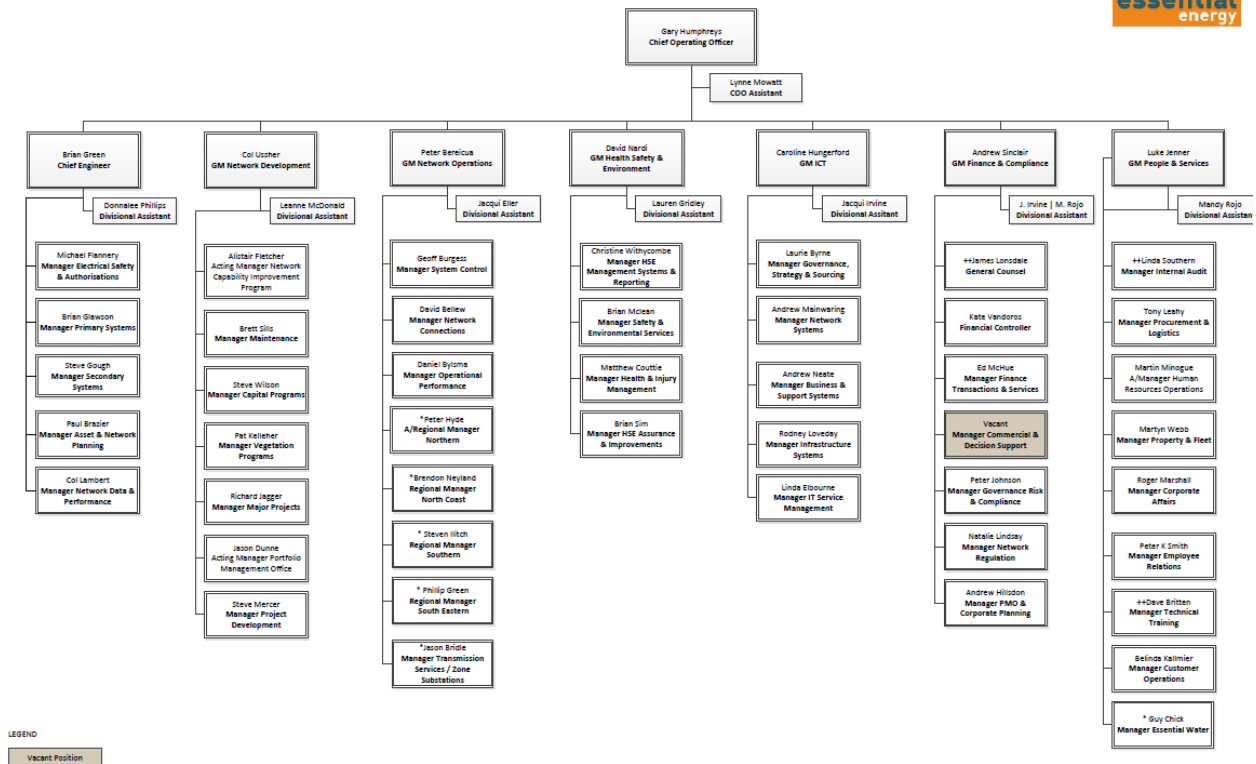 essential
energy
Gary Humphreys
Chief Operating Officer
Lynne Mowatt
COO Assistant
Brian Green
Chief Engineer
Donnalee Phillips
Divisional Assistant
Michael Flannery
Manager Electrical Safety
& Authorisations
Brian Glawson
Manager Primary Systems
Steve Gough
Manager Secondary
Systems
Paul Brazier
Manager Asset & Network
Planning
Col Lambert
Manager Network Data &
Performance
Col Ussher
GM Network Development
Leanne McDonald
Divisional Assistant
Alistair Fletcher
Acting Manager Network
Capability Improvement
Program
Brett Sills
Manager Maintenance
Steve Wilson
Manager Capital Programs
Pat Kelleher
Manager Vegetation
Programs
Richard Jagger
Manager Major Projects
Jason Dunne
Acting Manager Portfolio
Management Office
Steve Mercer
Manager Project
Development
Peter Bereicua
GM Network Operations
Jacqui Eller
Divisional Assistant
Geoff Burgess
Manager System Control
David Bellew
Manager Network
Connections
Daniel Bylsma
Manager Operational
Performance
*Peter Hyde
A/Regional Manager
Northern
*Brendon Neyland
Regional Manager
North Coast
* Steven Ilitch
Regional Manager
Southern
* Phillip Green
Regional Manager
South Eastern
*Jason Bridle
Manager Transmission
Services / Zone
Substations
David Nardi
GM Health Safety &
Environment
Lauren Gridley
Divisional Assistant
Christine Withycombe
Manager HSE
Management Systems &
Reporting
Brian Mclean
Manager Safety &
Environmental Services
Matthew Couttie
Manager Health & Injury
Management
Brian Sim
Manager HSE Assurance
& Improvements
Caroline Hungerford
GM ICT
Jacqui Irvine
Divisional Assistant
Laurie Byrne
Manager Governance,
Strategy & Sourcing
Andrew Mainwaring
Manager Network
Systems
Andrew Neate
Manager Business &
Support Systems
Rodney Loveday
Manager Infrastructure
Systems
Linda Elbourne
Manager IT Service
Management
Andrew Sinclair
GM Finance & Compliance
J. Irvine | M. Rojo
Divisional Assistant
++James Lonsdale
General Counsel
Kate Vandoros
Financial Controller
Ed McHue
Manager Finance
Transactions & Services
Vacant
Manager Commercial &
Decision Support
Peter Johnson
Manager Governance Risk
& Compliance
Natalie Lindsay
Manager Network
Regulation
Andrew Hillsdon
Manager PMO &
Corporate Planning
Luke Jenner
GM People & Services
Mandy Rojo
Divisional Assistant
++Linda Southern
Manager Internal Audit
Tony Leahy
Manager Procurement &
Logistics
Martin Minogue
A/Manager Human
Resources Operations
Martyn Webb
Manager Property & Fleet
Roger Marshall
Manager Corporate
Affairs
Peter K Smith
Manager Employee
Relations
++Dave Britten
Manager Technical
Training
Belinda Kallmier
Manager Customer
Operations
* Guy Chick
Manager Essential Water
LEGEND
Vacant Position